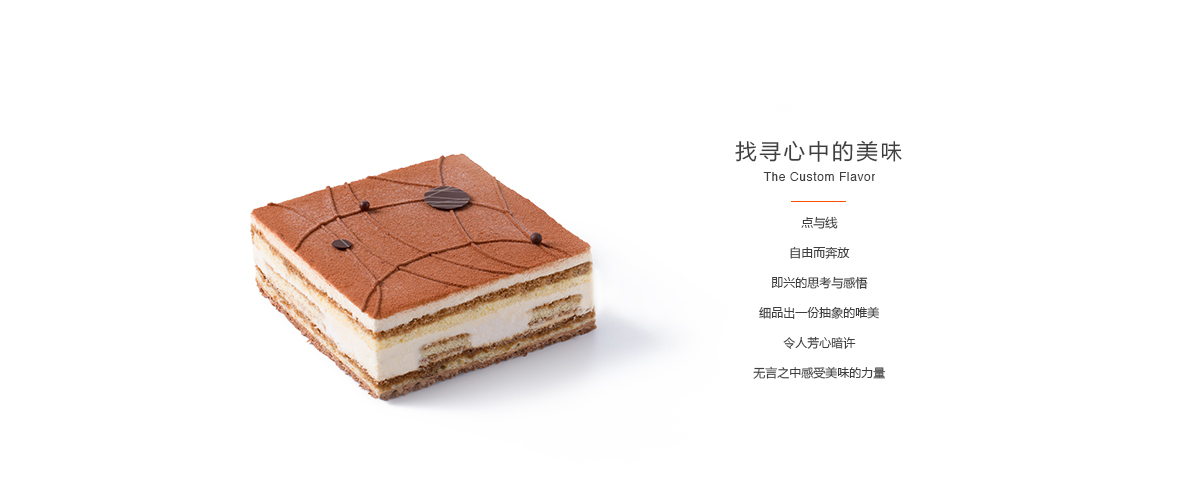 找寻心中的美味
The Custom Flavor
点与线
自由而奔放
即兴的思考与感悟
细品出一份抽象的唯美
令人芳心暗许
无言之中感受美味的力量